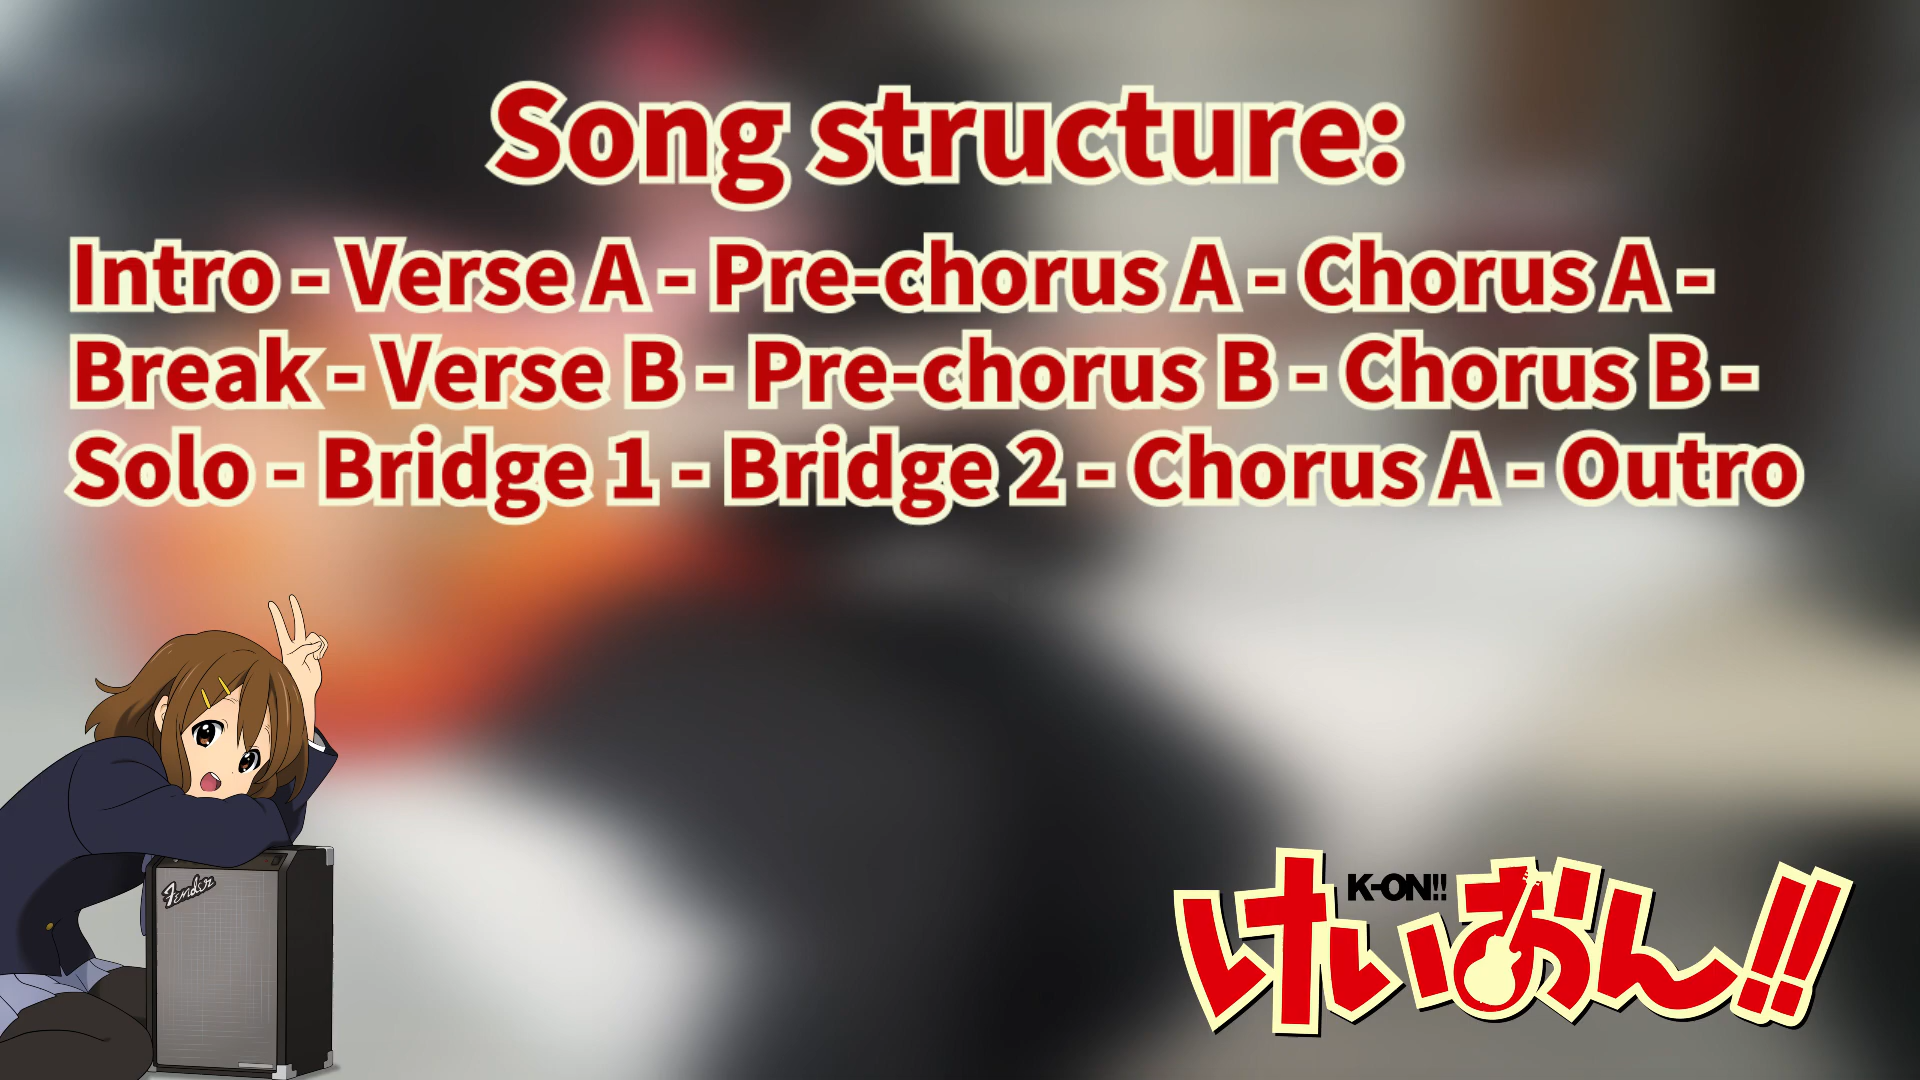 Song structure:
Intro - Verse A - Pre-chorus A - Chorus A -
Break - Verse B - Pre-chorus B - Chorus B -
Solo - Bridge 1 - Bridge 2 - Chorus A - Outro
Fender
K-ON!!
けいおん!!